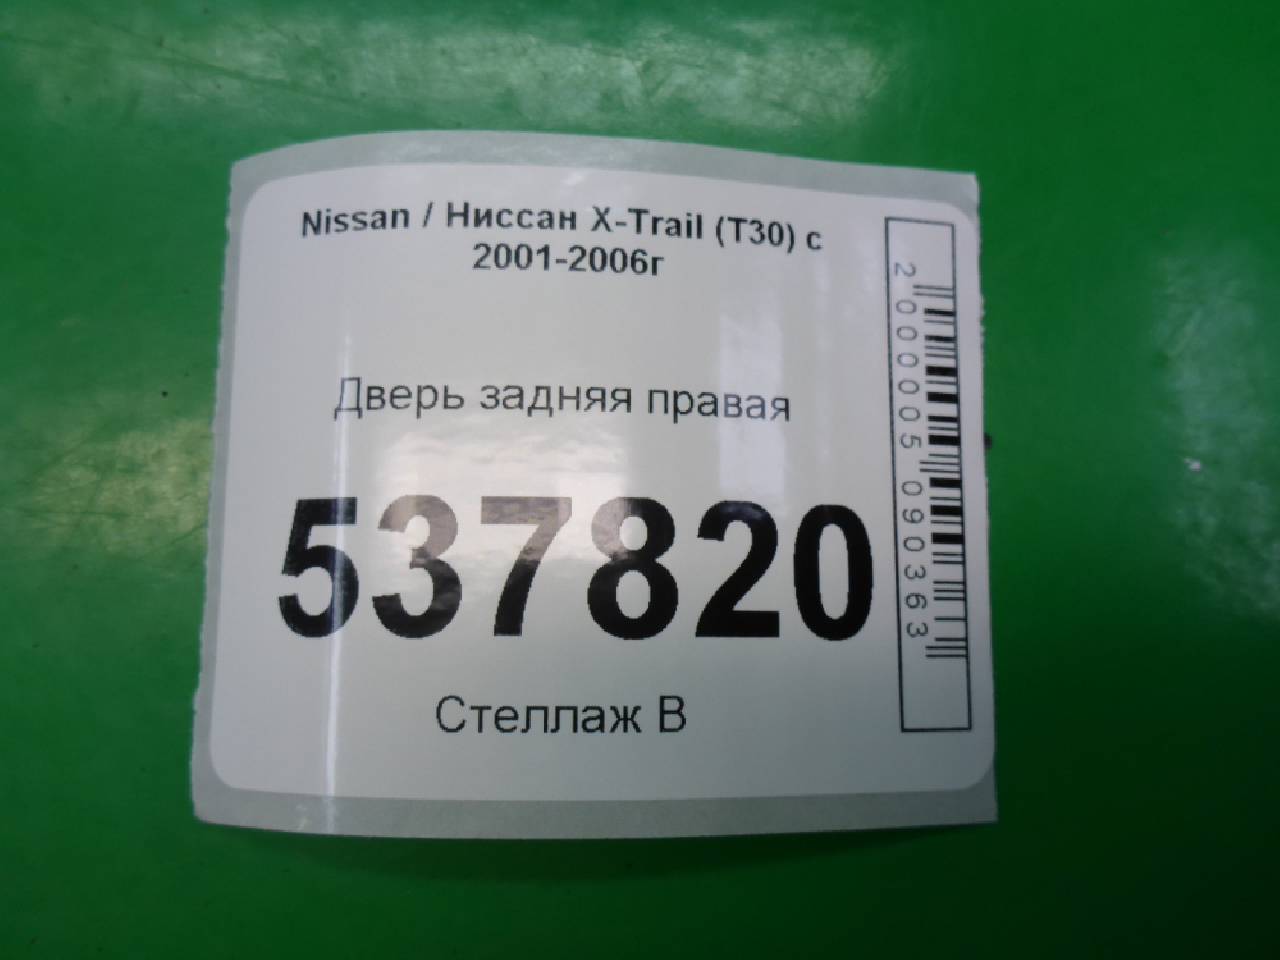 Nissan / Ниссан X-Trail (T30) с
2001-2006г
Дверь задняя правая
537820
Стеллаж В
2000005090363